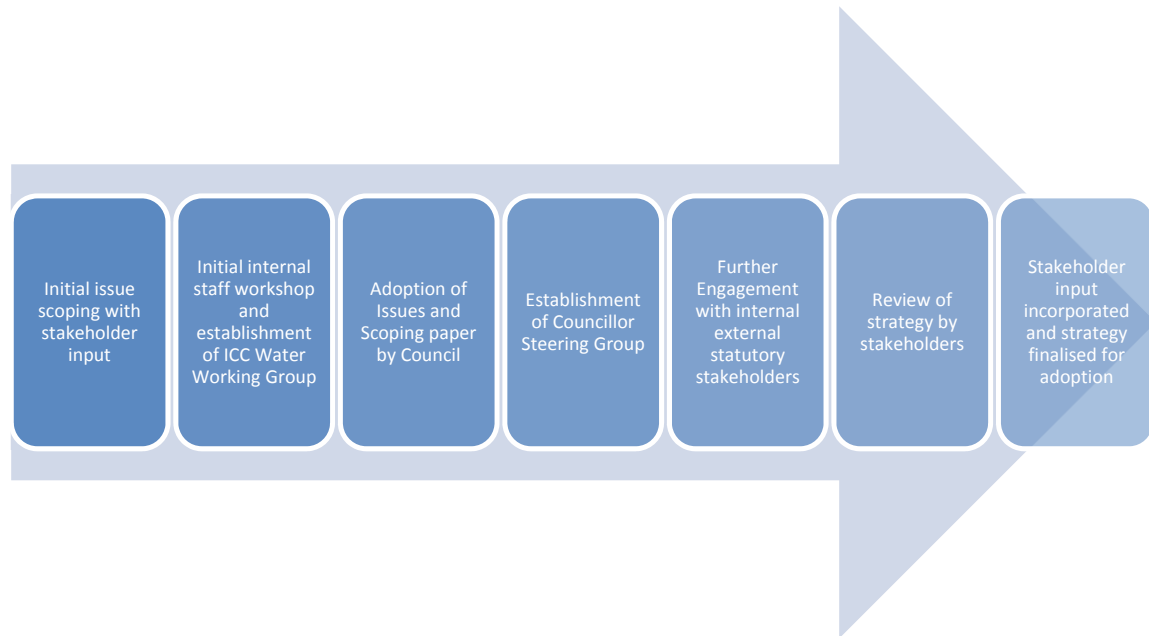 Initial issue
scoping with
stakeholder
input
Initial internal
staff workshop
and
establishment
of ICC Water
Working Group
Adoption of
Issues and
Scoping paper
by Council
Establishment
of Councillor
Steering Group
Further
Engagement
with internal
external
statutory
stakeholders
Review of
strategy by
stakeholders
Stakeholder
input
incorporated
and strategy
finalised for
adoption